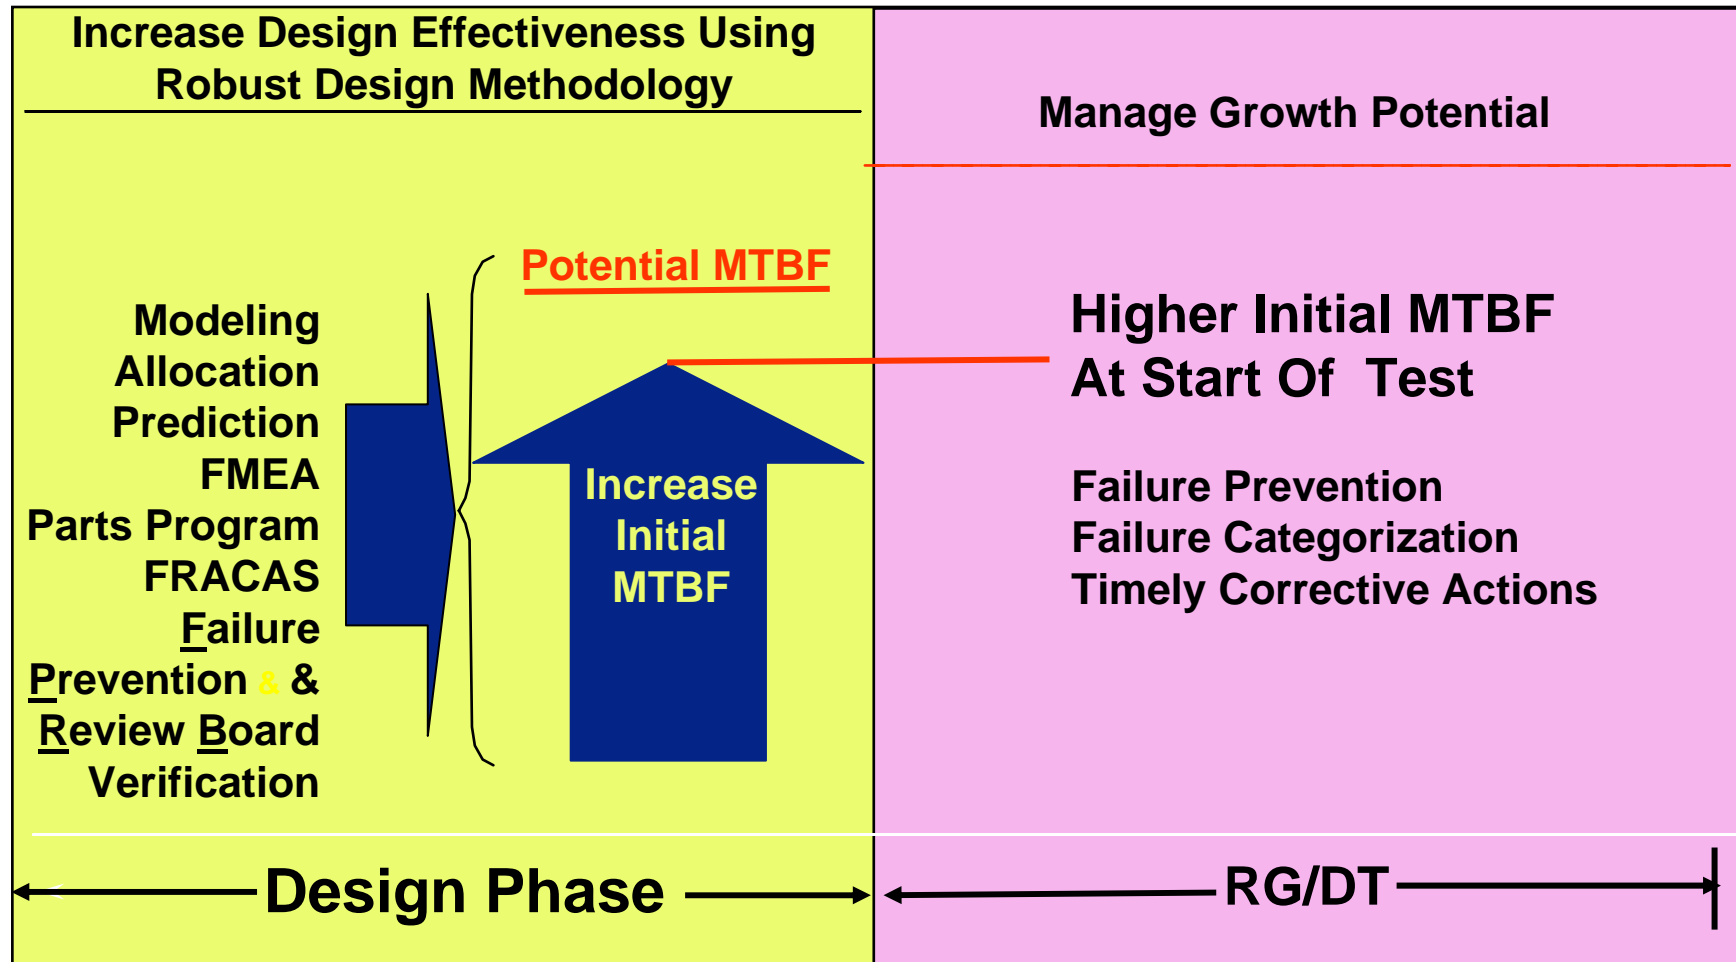 Increase Design Effectiveness Using
Robust Design Methodology
Manage Growth Potential
Potential MTBF
Modeling
Allocation
Prediction
FMEA
Parts Program
FRACAS
Failure
Prevention & &
Review Board
Verification
Increase
Initial
MTBF
Higher Initial MTBF
At Start Of Test
Failure Prevention
Failure Categorization
Timely Corrective Actions
Design Phase
RG/DT